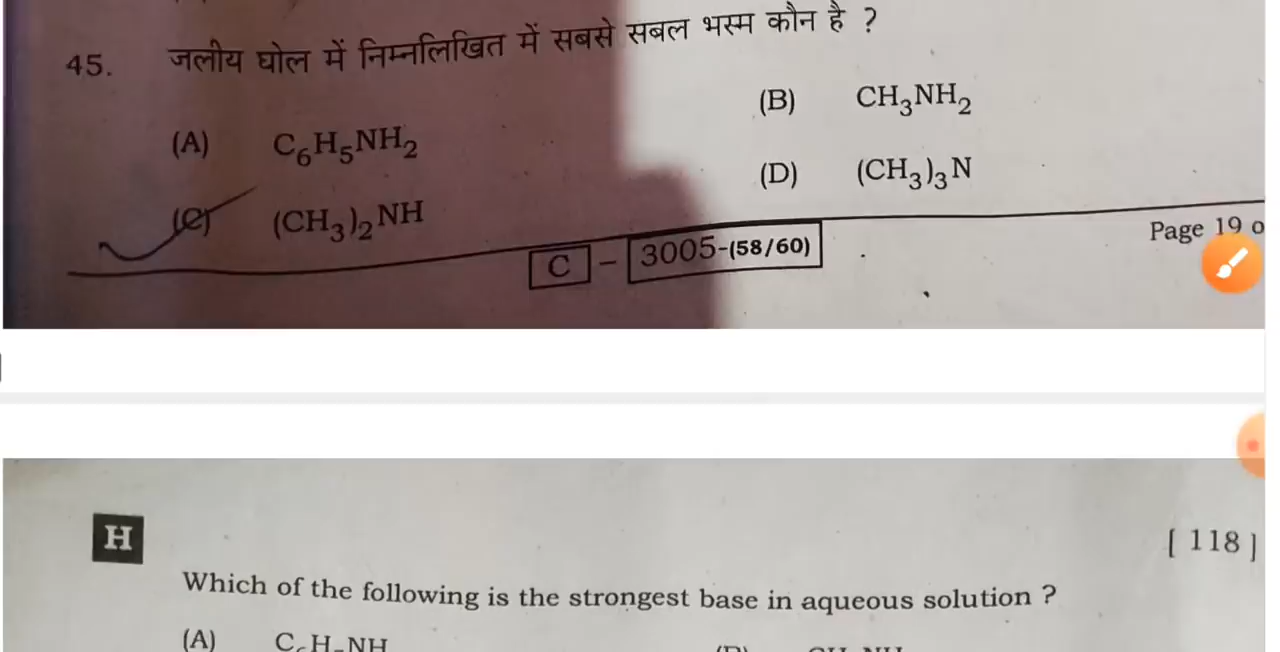 45. जलीय घोल में निम्नलिखित में सबसे सबल भस्म कौन है ?
(A) C₆H₅NH₂ (B) CH₃NH₂
(C) (CH₃)₂NH (D) (CH₃)₃N
C - 3005-(58/60) Page 19 o
H
[ 118 ]
Which of the following is the strongest base in aqueous solution ?
(A)